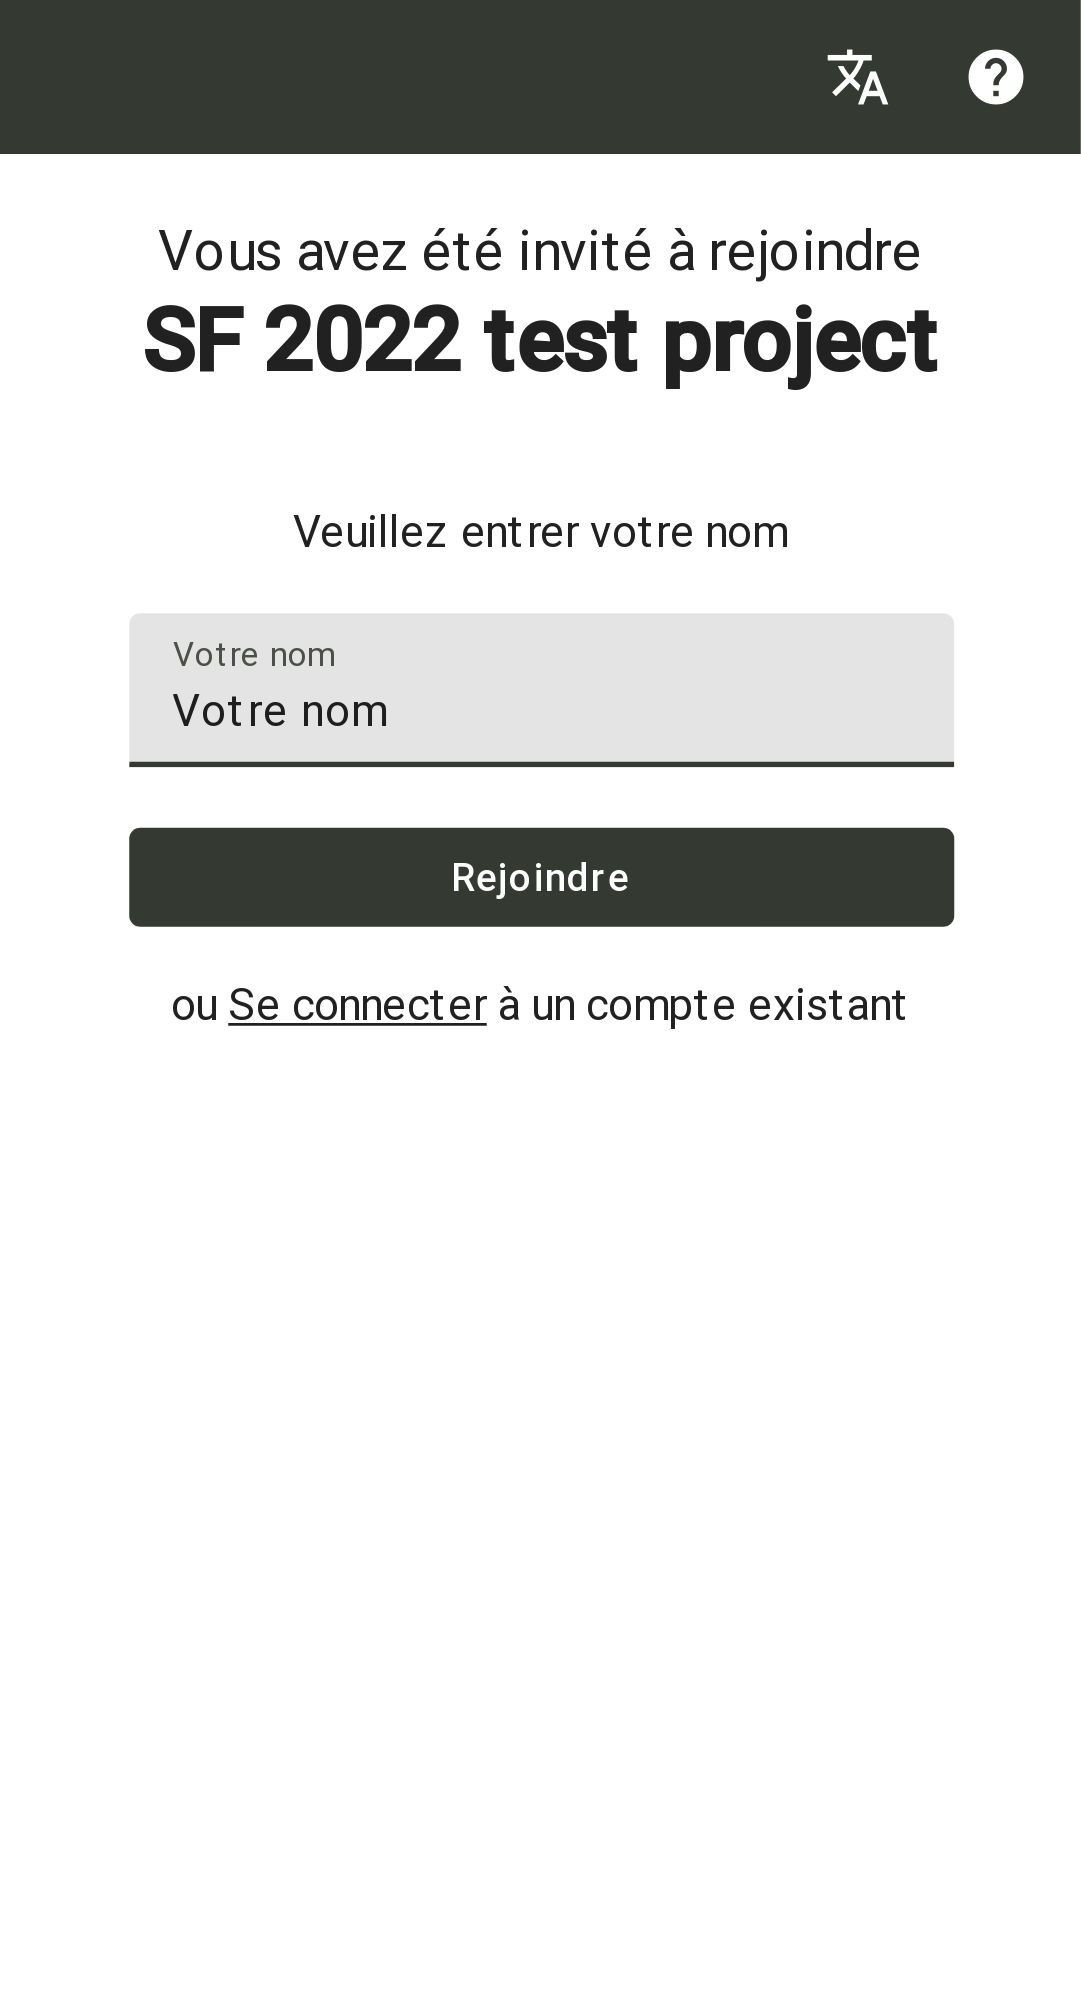 Vous avez été invité à rejoindre
SF 2022 test project
Veuillez entrer votre nom
Votre nom
Votre nom
Rejoindre
ou Se connecter à un compte existant